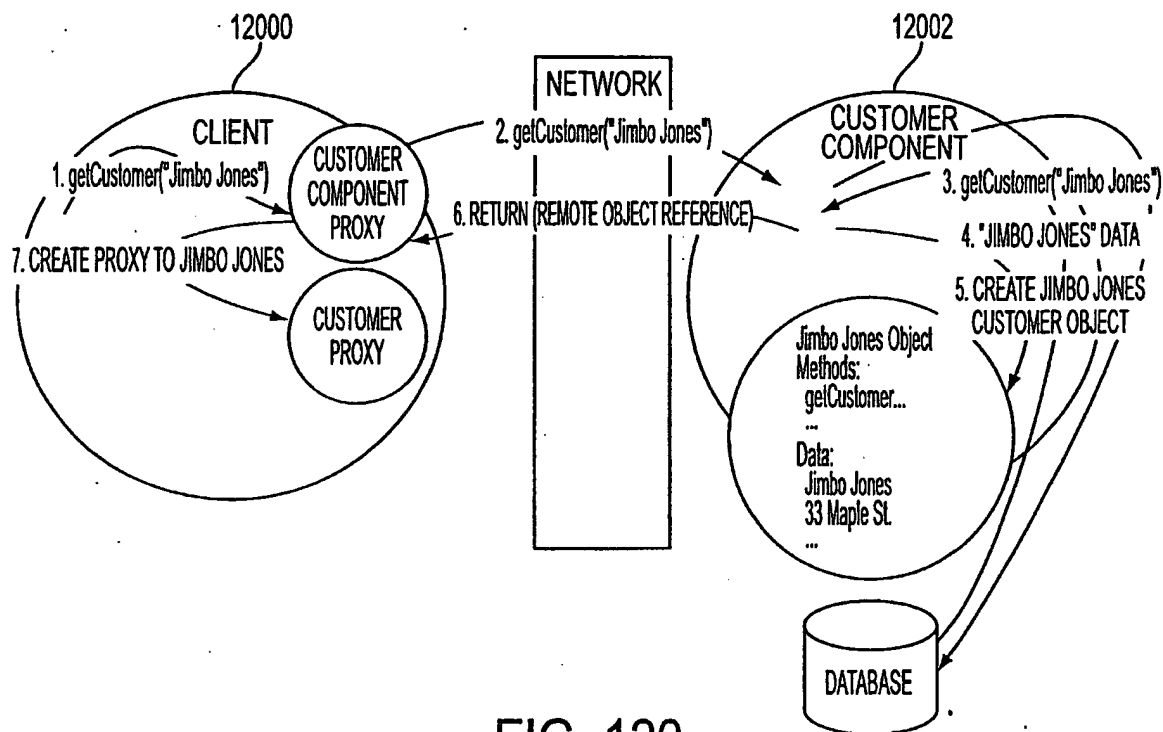 12000
12002
NETWORK
CLIENT
1. getCustomer("Jimbo Jones")
CUSTOMER
COMPONENT
PROXY
2. getCustomer("Jimbo Jones")
CUSTOMER
COMPONENT
3. getCustomer("Jimbo Jones")
6. RETURN (REMOTE OBJECT REFERENCE)
4. "JIMBO JONES" DATA
7. CREATE PROXY TO JIMBO JONES
5. CREATE JIMBO JONES
CUSTOMER OBJECT
CUSTOMER
PROXY
Jimbo Jones Object
Methods:
getCustomer...
...
Data:
Jimbo Jones
33 Maple St.
...
DATABASE
FIG. 120